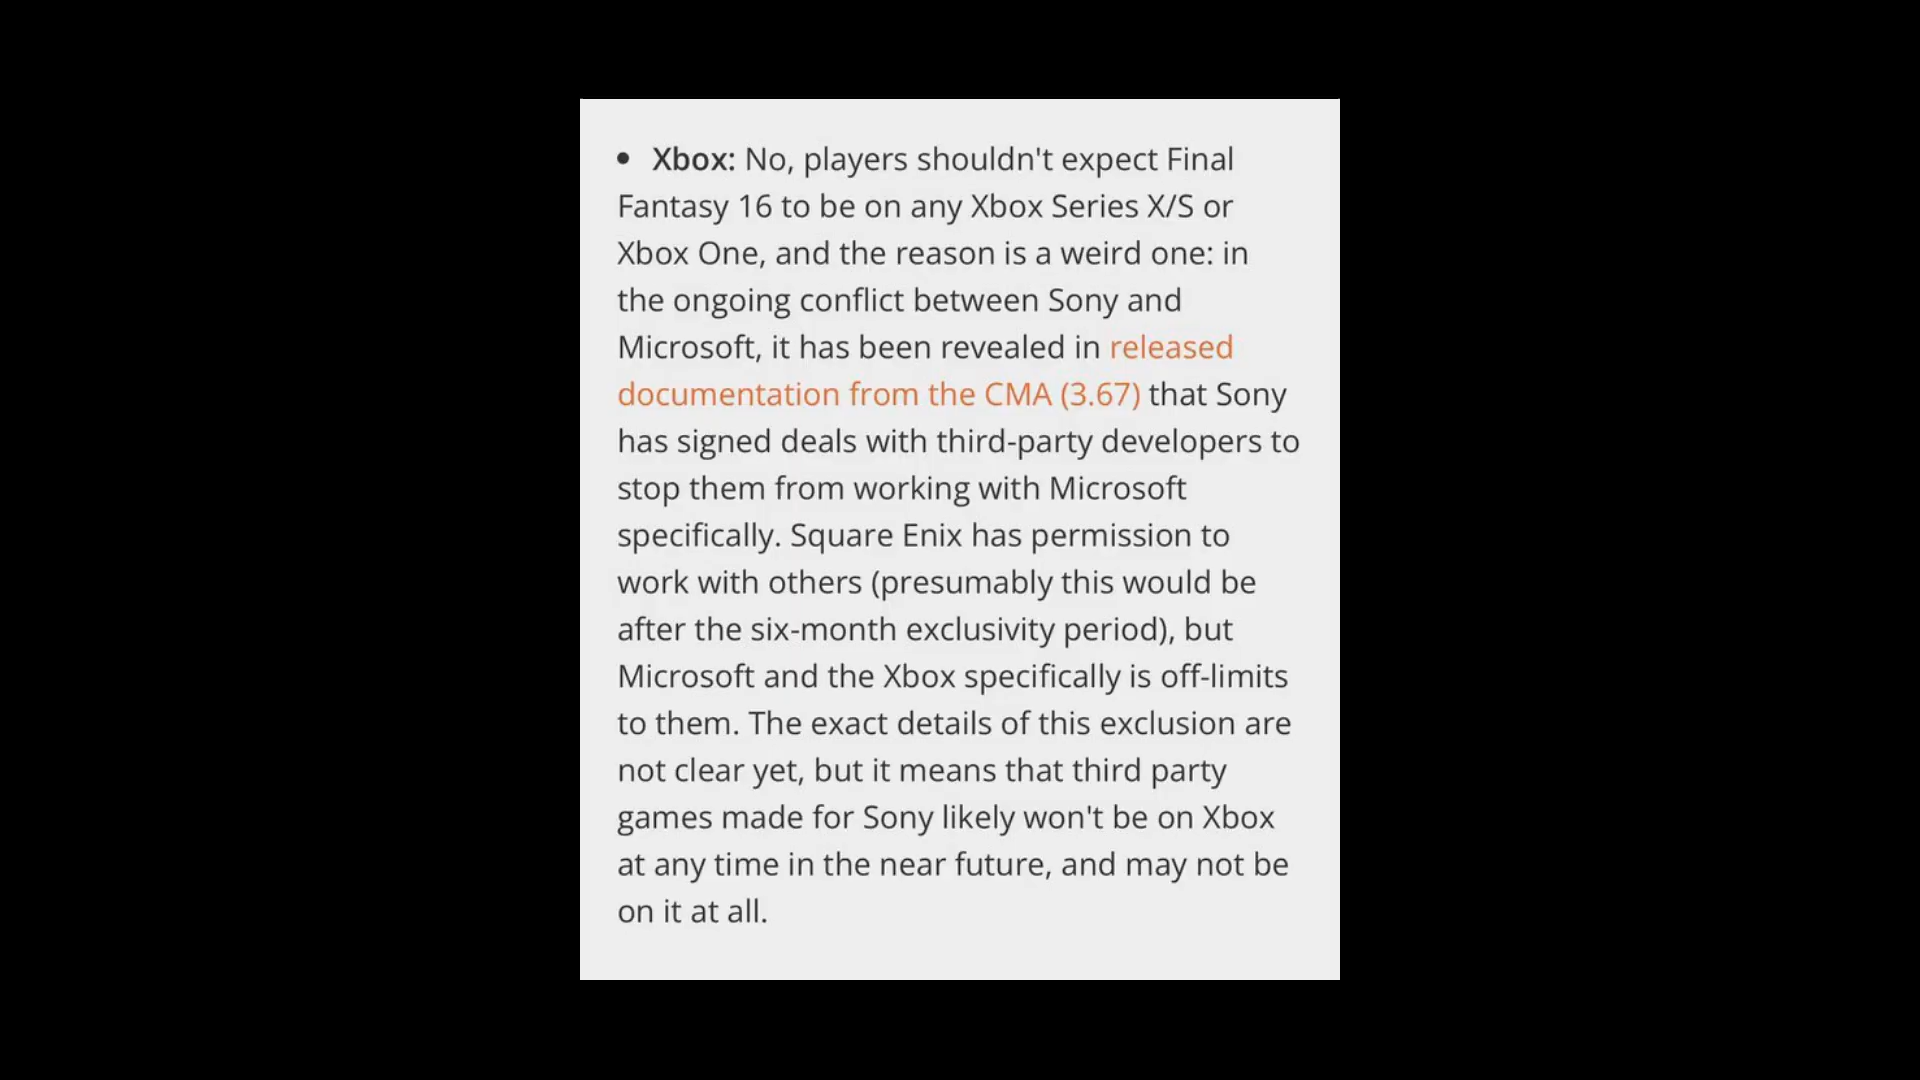 • Xbox: No, players shouldn't expect Final
Fantasy 16 to be on any Xbox Series X/S or
Xbox One, and the reason is a weird one: in
the ongoing conflict between Sony and
Microsoft, it has been revealed in released
documentation from the CMA (3.67) that Sony
has signed deals with third-party developers to
stop them from working with Microsoft
specifically. Square Enix has permission to
work with others (presumably this would be
after the six-month exclusivity period), but
Microsoft and the Xbox specifically is off-limits
to them. The exact details of this exclusion are
not clear yet, but it means that third party
games made for Sony likely won't be on Xbox
at any time in the near future, and may not be
on it at all.